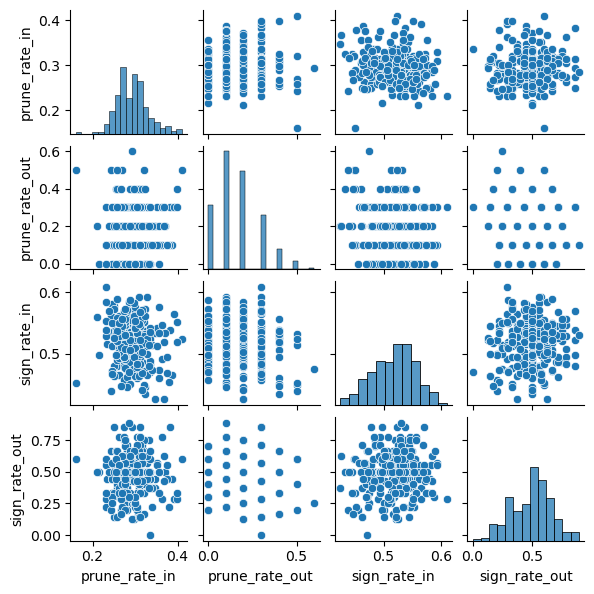 prune_rate_in
0.4
0.3
0.2
prune_rate_out
0.6
0.4
0.2
0.0
sign_rate_in
0.6
0.5
sign_rate_out
0.75
0.50
0.25
0.00
0.2 0.4 0.0 0.5 0.5 0.6 0.0 0.5
prune_rate_in prune_rate_out sign_rate_in sign_rate_out